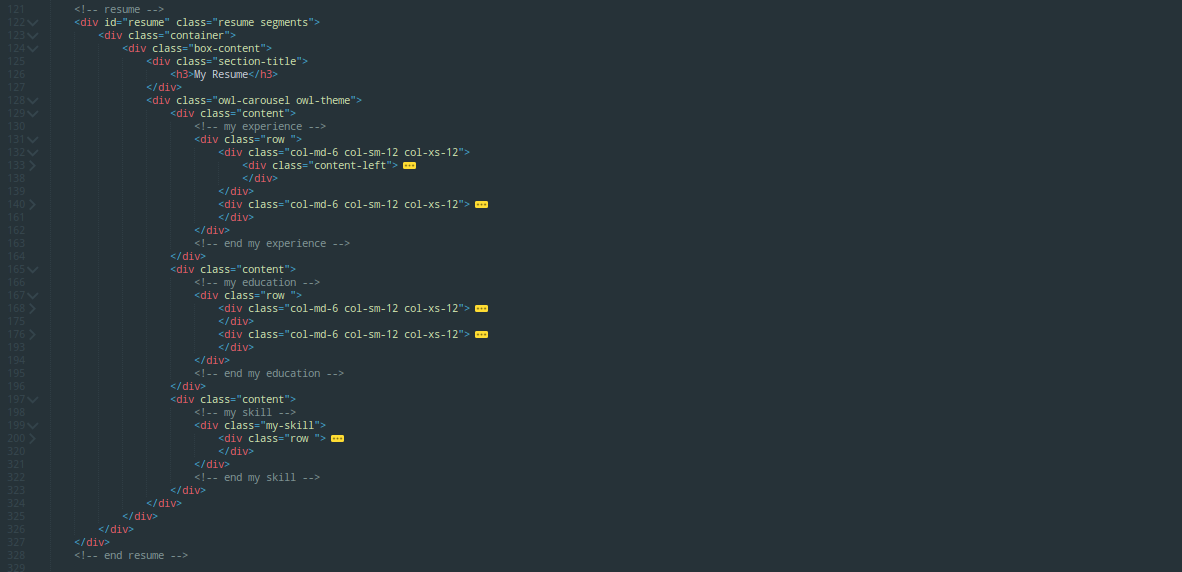 121 <!-- resume -->
122 <div id="resume" class="resume segments">
123 <div class="container">
124 <div class="box-content">
125 <div class="section-title">
126 <h3>My Resume</h3>
127 </div>
128 <div class="owl-carousel owl-theme">
129 <div class="content">
130 <!-- my experience -->
131 <div class="row ">
132 <div class="col-md-6 col-sm-12 col-xs-12">
133 <div class="content-left">
138 </div>
139 </div>
140 <div class="col-md-6 col-sm-12 col-xs-12">
161 </div>
162 </div>
163 <!-- end my experience -->
164 </div>
165 <div class="content">
166 <!-- my education -->
167 <div class="row ">
168 <div class="col-md-6 col-sm-12 col-xs-12">
175 </div>
176 <div class="col-md-6 col-sm-12 col-xs-12">
193 </div>
194 </div>
195 <!-- end my education -->
196 </div>
197 <div class="content">
198 <!-- my skill -->
199 <div class="my-skill">
200 <div class="row ">
320 </div>
321 </div>
322 <!-- end my skill -->
323 </div>
324 </div>
325 </div>
326 </div>
327 </div>
328 <!-- end resume -->
329